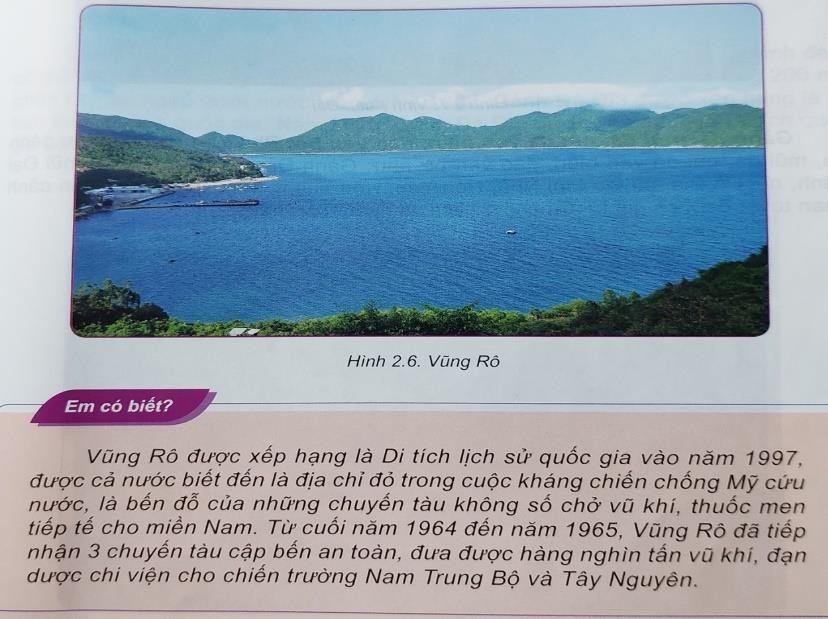 Hình 2.6. Vũng Rô
Em có biết?
Vũng Rô được xếp hạng là Di tích lịch sử quốc gia vào năm 1997,
được cả nước biết đến là địa chỉ đỏ trong cuộc kháng chiến chống Mỹ cứu
nước, là bến đỗ của những chuyến tàu không số chở vũ khí, thuốc men
tiếp tế cho miền Nam. Từ cuối năm 1964 đến năm 1965, Vũng Rô đã tiếp
nhận 3 chuyến tàu cập bến an toàn, đưa được hàng nghìn tấn vũ khí, đạn
dược chi viện cho chiến trường Nam Trung Bộ và Tây Nguyên.